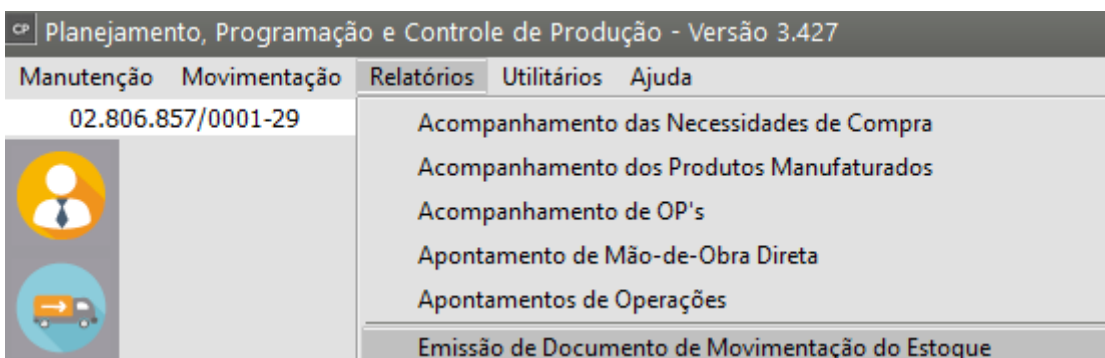 CP Planejamento, Programação e Controle de Produção - Versão 3.427
Manutenção Movimentação Relatórios Utilitários Ajuda
02.806.857/0001-29
Acompanhamento das Necessidades de Compra
Acompanhamento dos Produtos Manufaturados
Acompanhamento de OP's
Apontamento de Mão-de-Obra Direta
Apontamentos de Operações
Emissão de Documento de Movimentação do Estoque